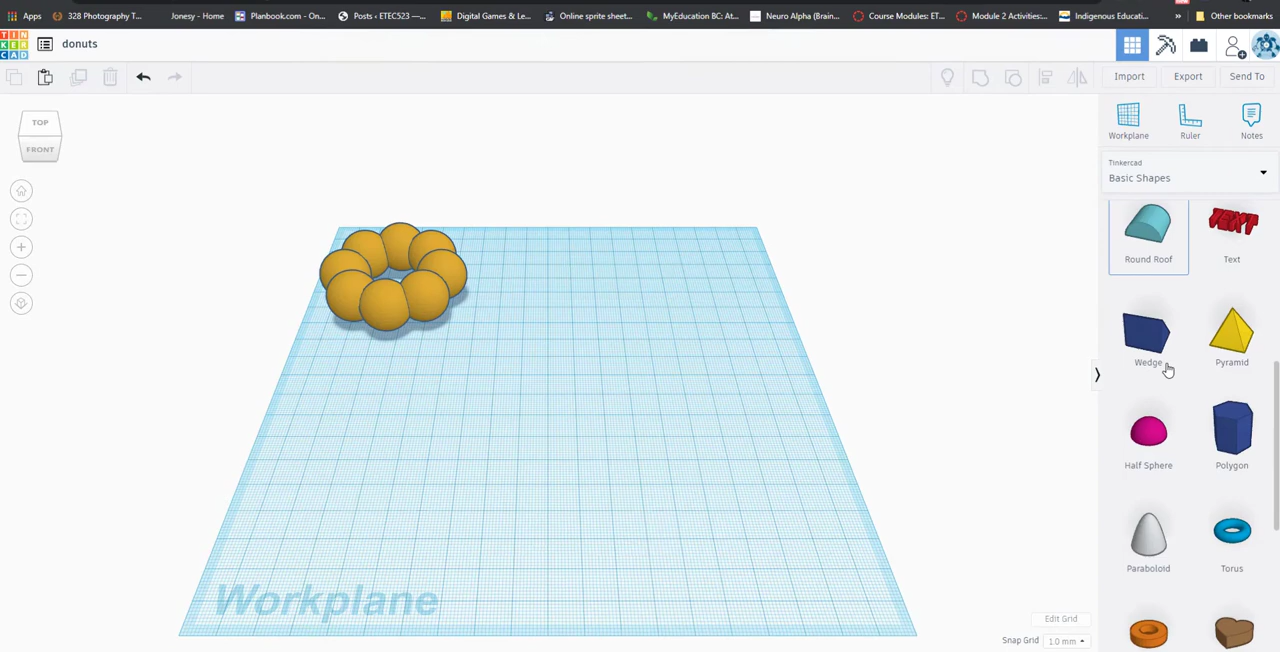 Apps
328 Photography T...
Jonesy - Home
Planbook.com - On...
Posts ‹ ETEC523 —...
Digital Games & Le...
Online sprite sheet...
MyEducation BC: At...
Neuro Alpha (Brain...
Course Modules: ET...
Module 2 Activities:...
Indigenous Educati...
»
Other bookmarks
TIN
KER
CAD
donuts
Import
Export
Send To
TOP
FRONT
Workplane
Ruler
Notes
Tinkercad
Basic Shapes
Round Roof
TEXT
Text
Wedge
Pyramid
Half Sphere
Polygon
Paraboloid
Torus
Workplane
Edit Grid
Snap Grid 1.0 mm